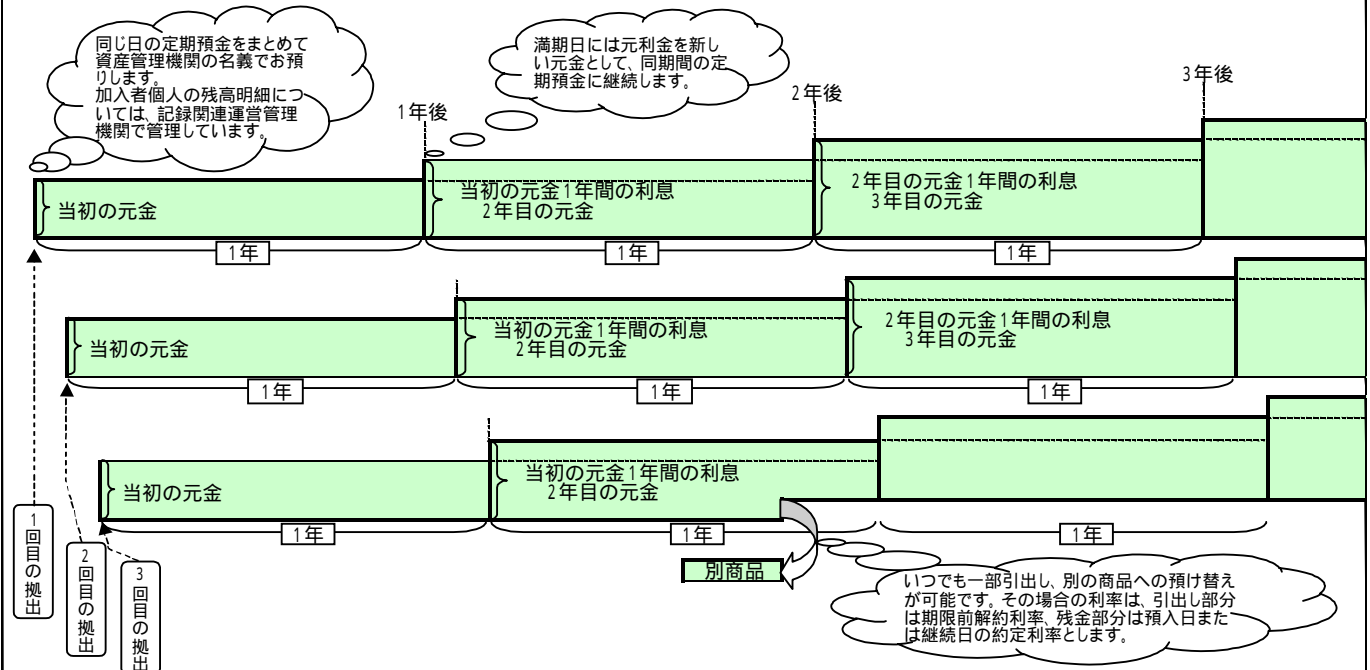 同じ日の定期預金をまとめて
資産管理機関の名義でお預
りします。
加入者個人の残高明細につ
いては、記録関連運営管理
機関で管理しています。
満期日には元利金を新し
い元金として、同期間の定
期預金に継続します。
1年後
2年後
3年後
当初の元金
当初の元金1年間の利息
2年目の元金
2年目の元金1年間の利息
3年目の元金
1年
1年
1年
当初の元金
当初の元金1年間の利息
2年目の元金
2年目の元金1年間の利息
3年目の元金
1年
1年
1年
当初の元金
当初の元金1年間の利息
2年目の元金
1年
1年
1年
1回目の拠出
2回目の拠出
3回目の拠出
別商品
いつでも一部引出し、別の商品への預け替え
が可能です。その場合の利率は、引出し部分
は期限前解約利率、残金部分は預入日また
は継続日の約定利率とします。